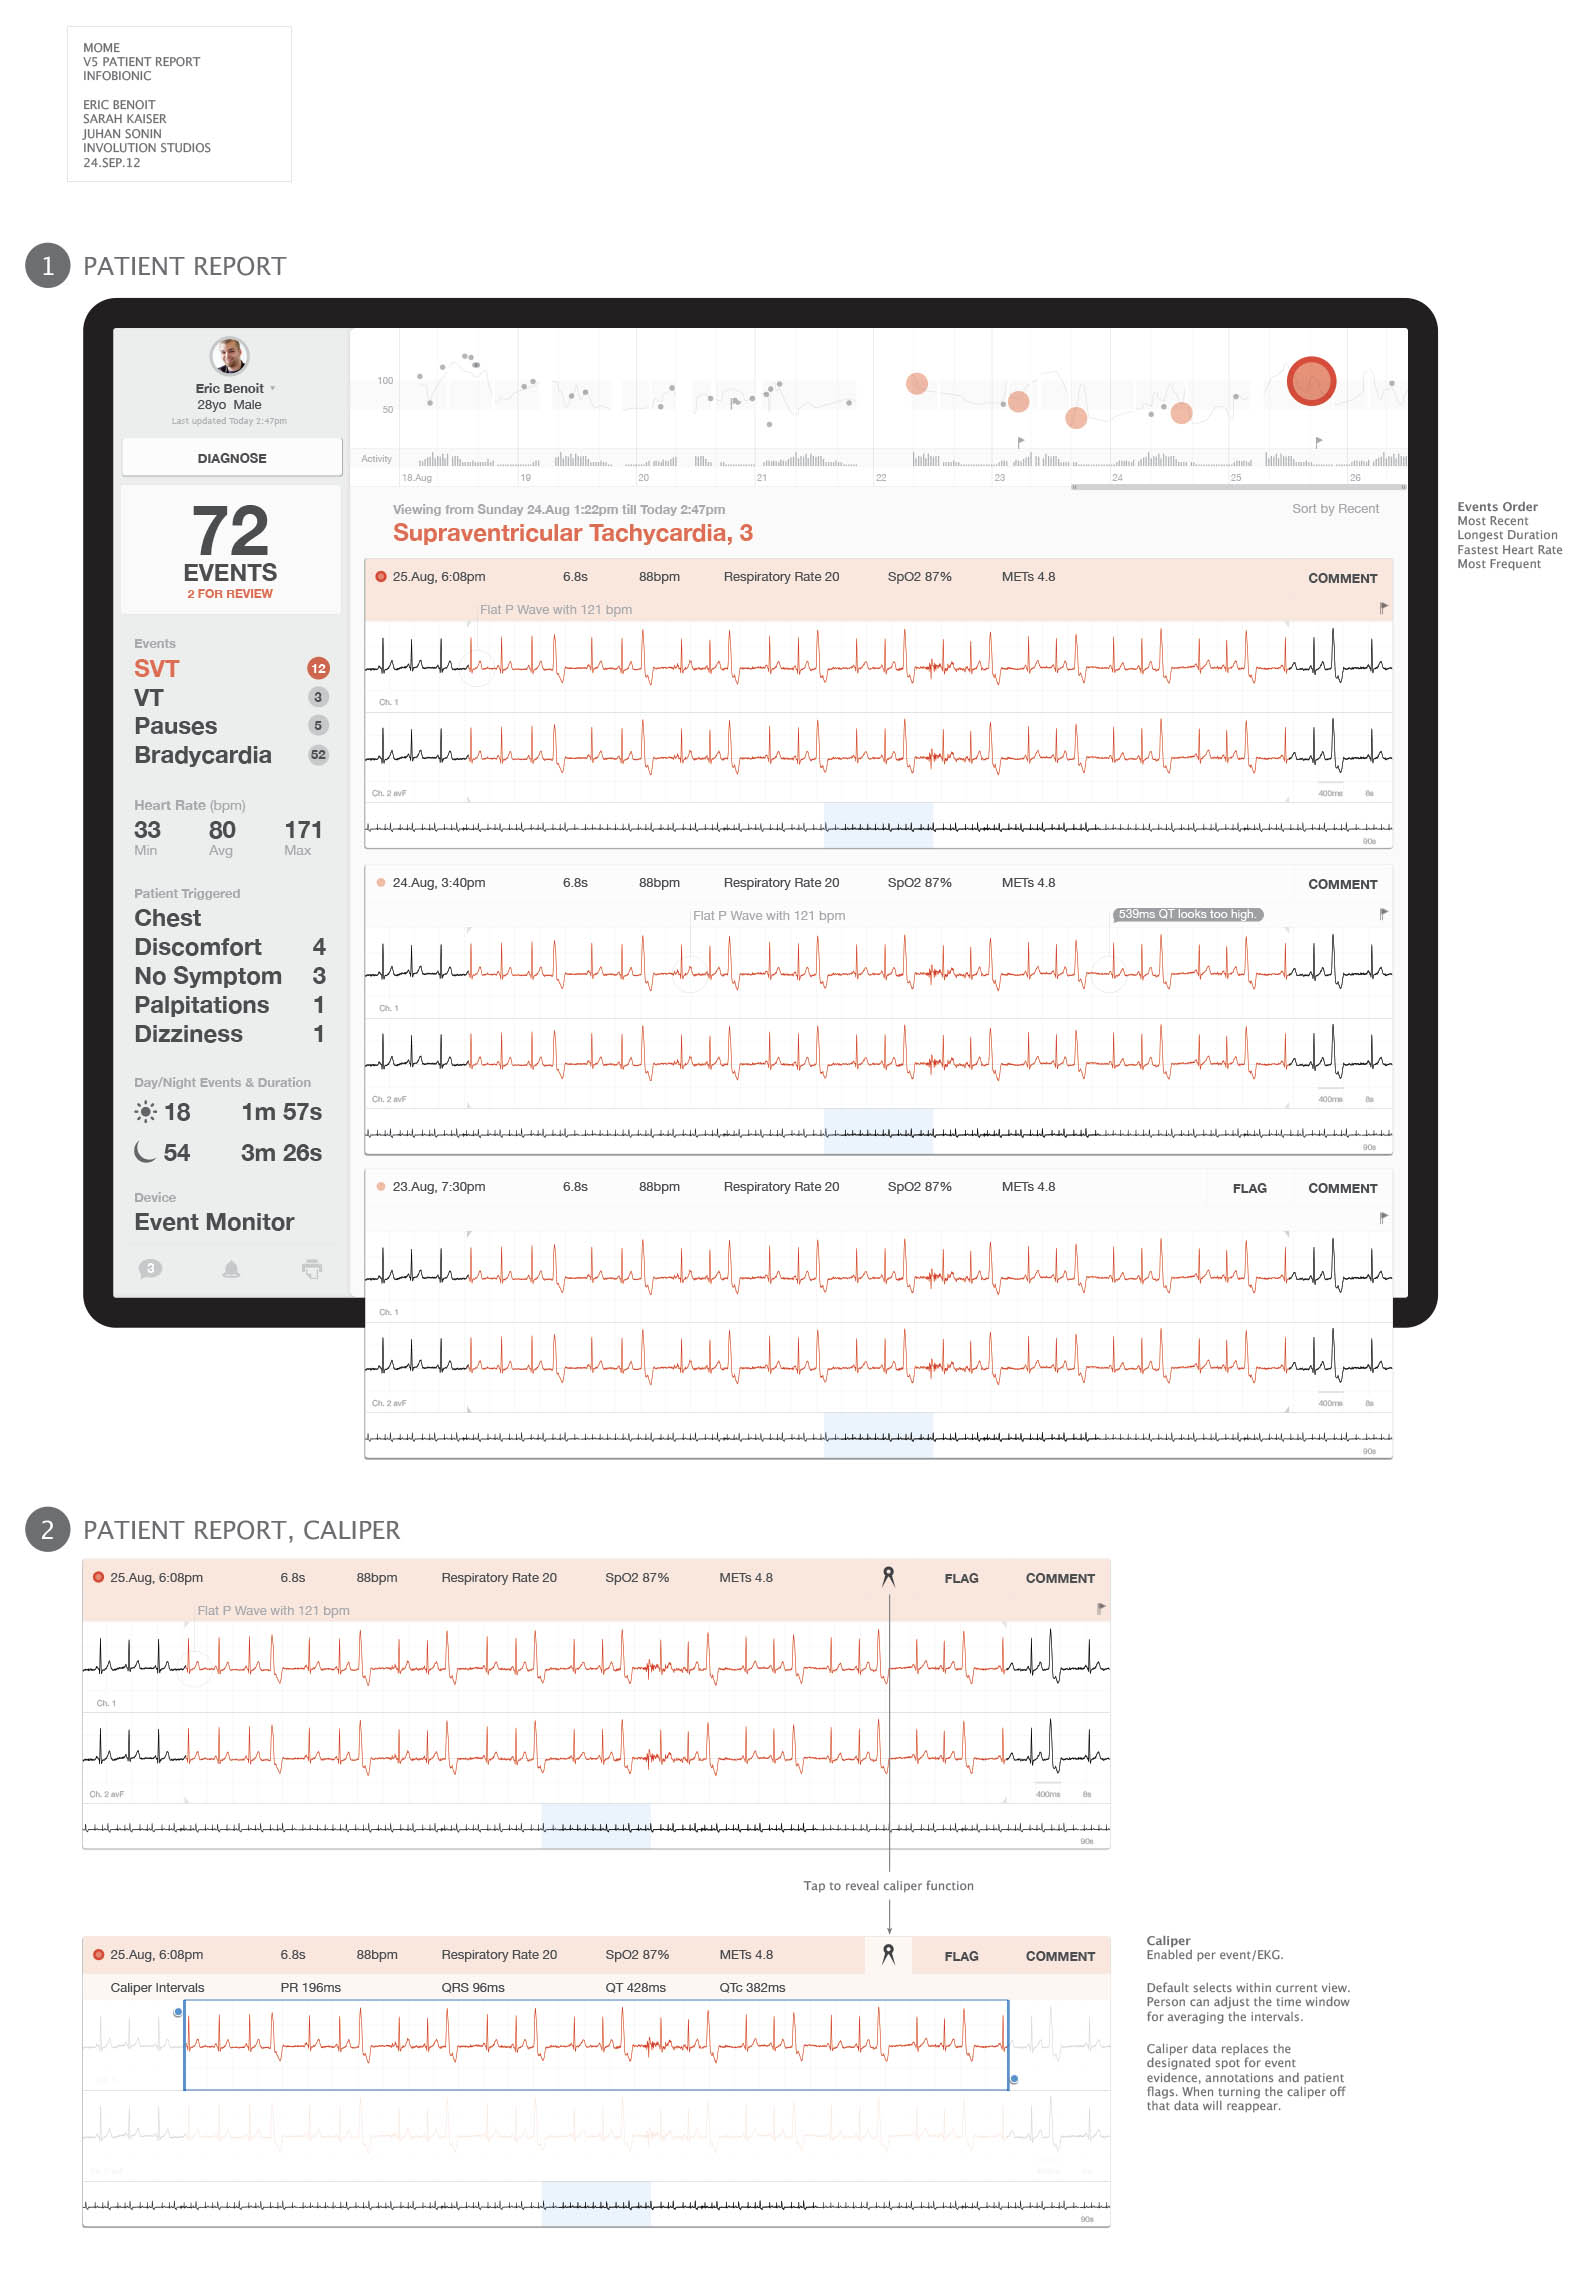 MOME
V5 PATIENT REPORT
INFOBIONIC
ERIC BENOIT
SARAH KAISER
JUHAN SONIN
INVOLUTION STUDIOS
24.SEP.12
1 PATIENT REPORT
Eric Benoit
28yo Male
Last updated Today 2:47pm
DIAGNOSE
72
EVENTS
2 FOR REVIEW
Events
SVT 12
VT 3
Pauses 5
Bradycardia 52
Heart Rate (bpm)
33 80 171
Min Avg Max
Patient Triggered
Chest
Discomfort 4
No Symptom 3
Palpitations 1
Dizziness 1
Day/Night Events & Duration
18 1m 57s
54 3m 26s
Device
Event Monitor
3
100
50
Activity
18.Aug 19 20 21 22 23 24 25 26
Viewing from Sunday 24.Aug 1:22pm till Today 2:47pm
Sort by Recent
Supraventricular Tachycardia, 3
25.Aug, 6:08pm 6.8s 88bpm Respiratory Rate 20 SpO2 87% METs 4.8 COMMENT
Flat P Wave with 121 bpm
Ch. 1
Ch. 2 avF 400ms 8s
90s
24.Aug, 3:40pm 6.8s 88bpm Respiratory Rate 20 SpO2 87% METs 4.8 COMMENT
Flat P Wave with 121 bpm 539ms QT looks too high.
Ch. 1
Ch. 2 avF 400ms 8s
90s
23.Aug, 7:30pm 6.8s 88bpm Respiratory Rate 20 SpO2 87% METs 4.8 FLAG COMMENT
Ch. 1
Ch. 2 avF 400ms 8s
90s
Events Order
Most Recent
Longest Duration
Fastest Heart Rate
Most Frequent
2 PATIENT REPORT, CALIPER
25.Aug, 6:08pm 6.8s 88bpm Respiratory Rate 20 SpO2 87% METs 4.8 FLAG COMMENT
Flat P Wave with 121 bpm
Ch. 1
Ch. 2 avF 400ms 8s
90s
Tap to reveal caliper function
25.Aug, 6:08pm 6.8s 88bpm Respiratory Rate 20 SpO2 87% METs 4.8 FLAG COMMENT
Caliper Intervals PR 196ms QRS 96ms QT 428ms QTc 382ms
90s
Caliper
Enabled per event/EKG.
Default selects within current view.
Person can adjust the time window
for averaging the intervals.
Caliper data replaces the
designated spot for event
evidence, annotations and patient
flags. When turning the caliper off
that data will reappear.